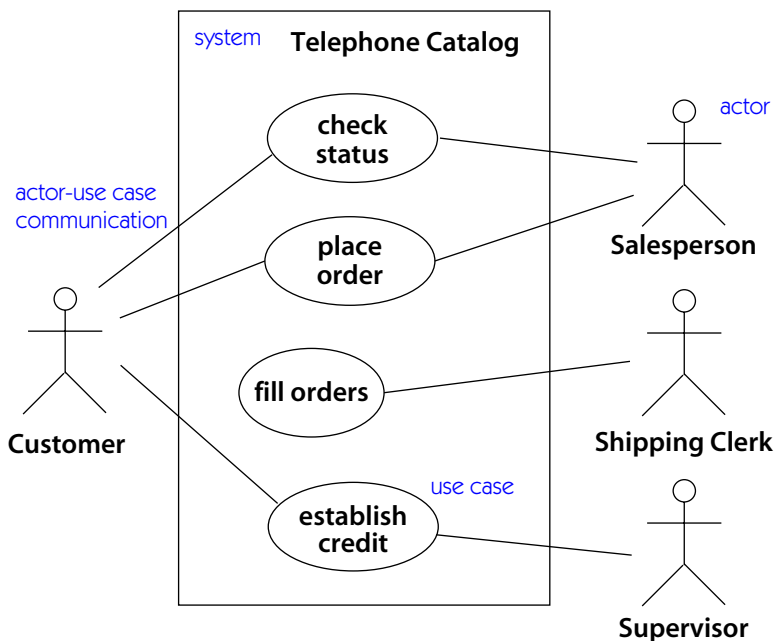 system
Telephone Catalog
check
status
actor
actor-use case
communication
place
order
Salesperson
fill orders
Customer
Shipping Clerk
use case
establish
credit
Supervisor